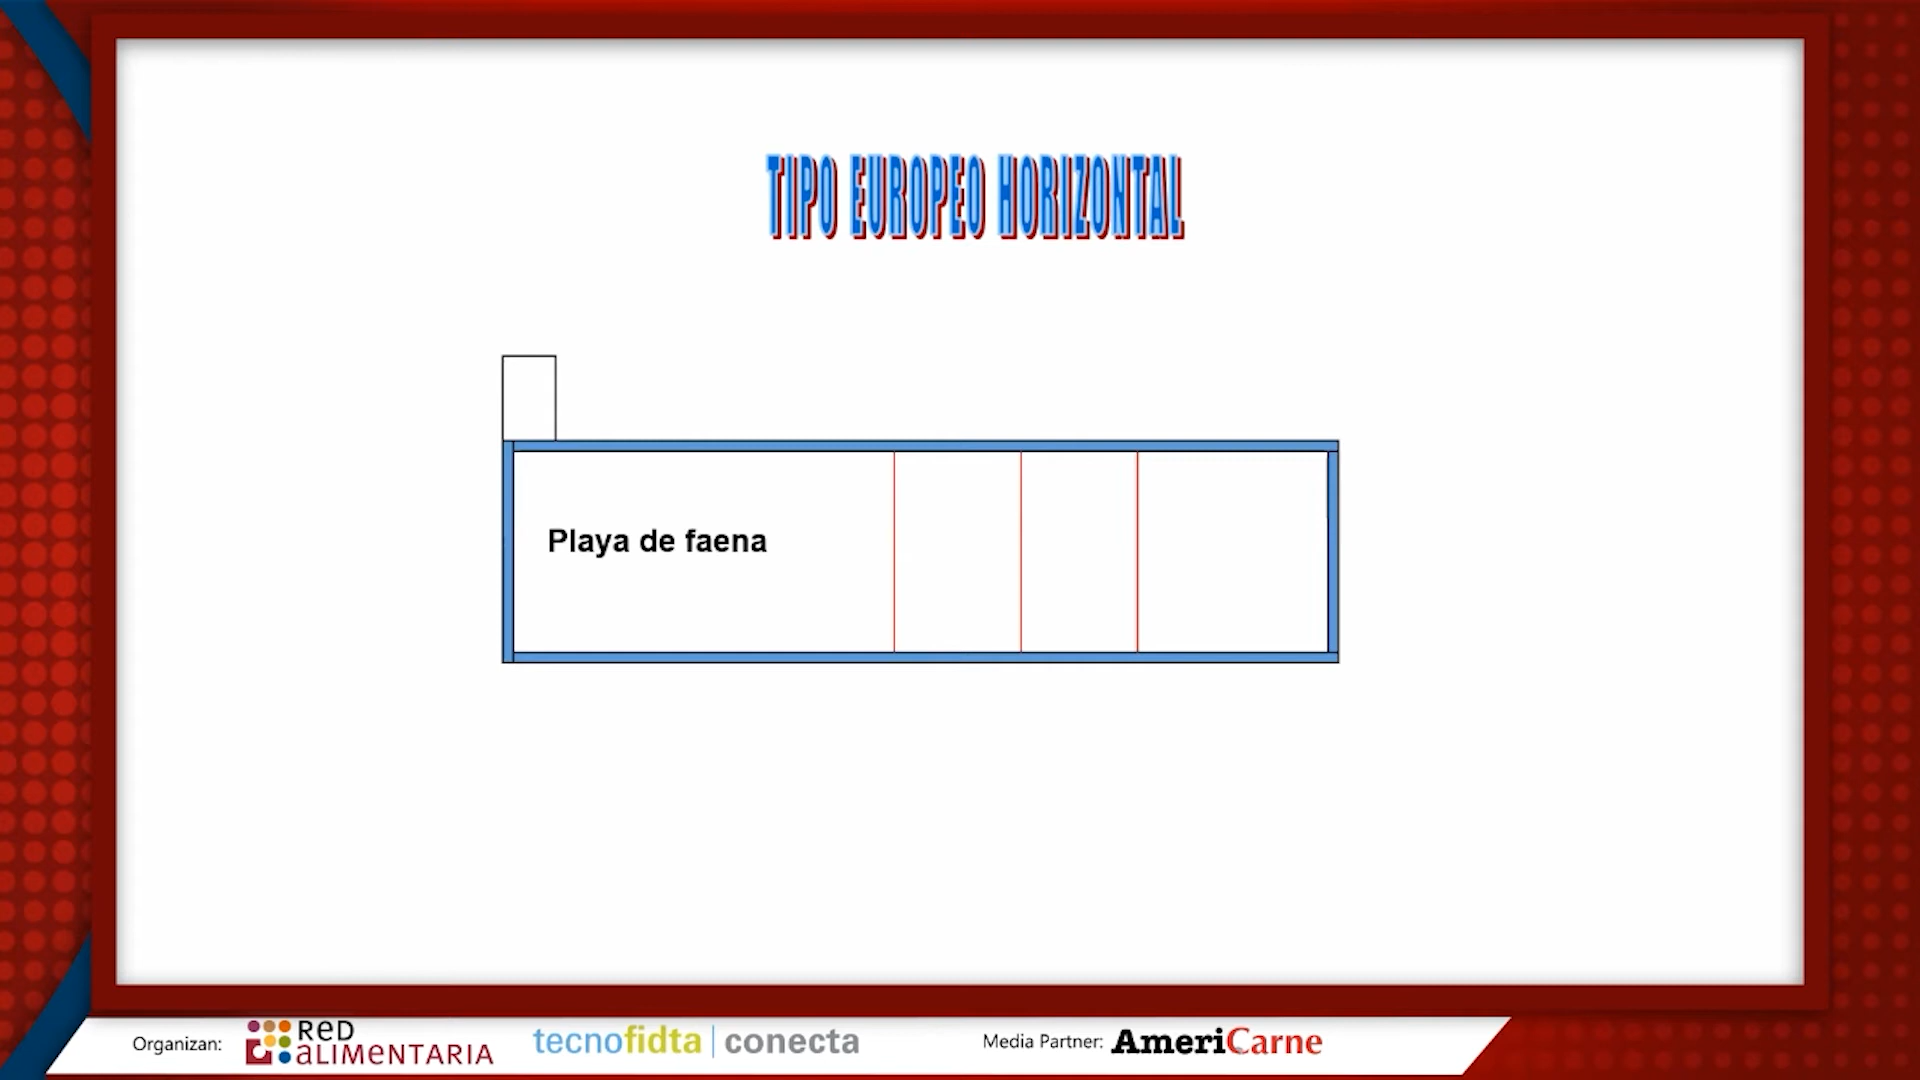 TIPO EUROPEO HORIZONTAL
Playa de faena
Organizan:
ReD
aLIMeNTARIA
tecnofidta | conecta
Media Partner:
AmeriCarne